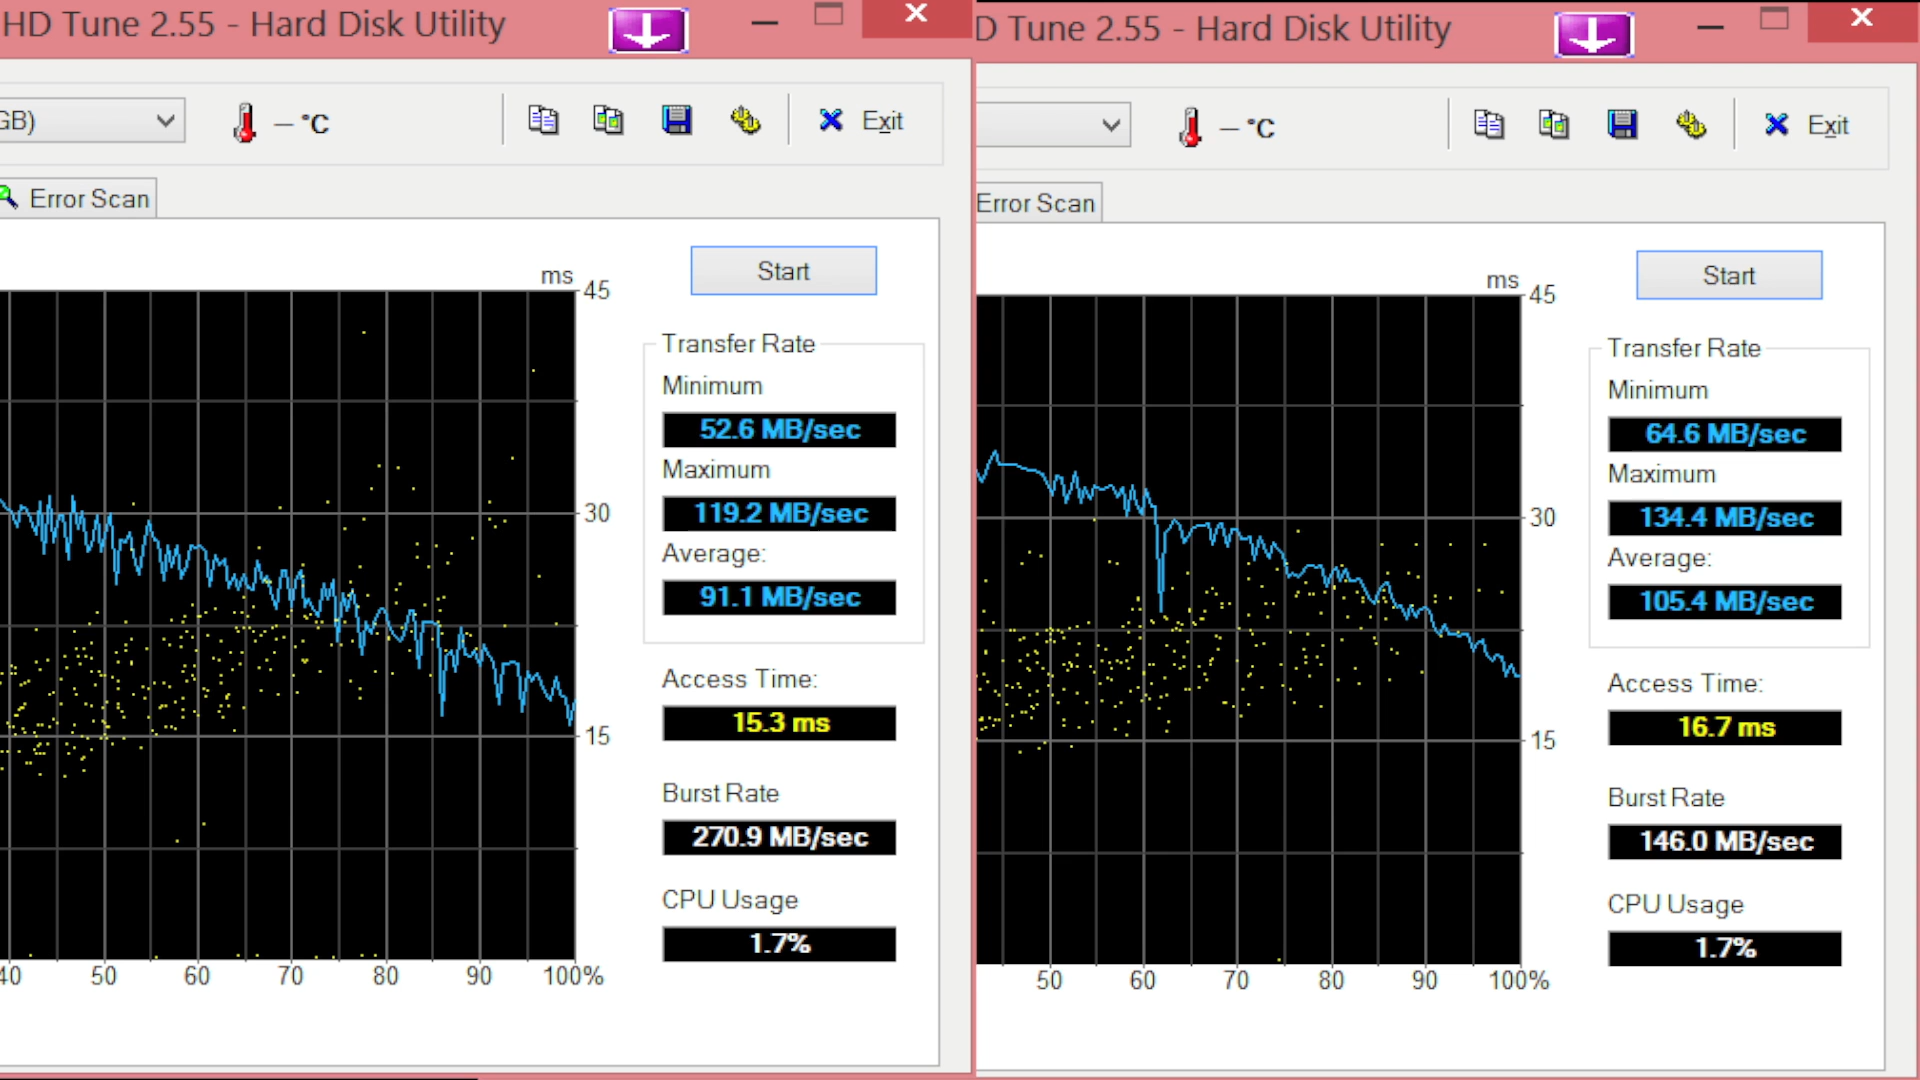 HD Tune 2.55 - Hard Disk Utility
GB)
– °C
Exit
Error Scan
Start
ms
45
30
15
Transfer Rate
Minimum
52.6 MB/sec
Maximum
119.2 MB/sec
Average:
91.1 MB/sec
Access Time:
15.3 ms
Burst Rate
270.9 MB/sec
CPU Usage
1.7%
40 50 60 70 80 90 100%
D Tune 2.55 - Hard Disk Utility
– °C
Exit
Error Scan
Start
ms
45
30
15
Transfer Rate
Minimum
64.6 MB/sec
Maximum
134.4 MB/sec
Average:
105.4 MB/sec
Access Time:
16.7 ms
Burst Rate
146.0 MB/sec
CPU Usage
1.7%
50 60 70 80 90 100%